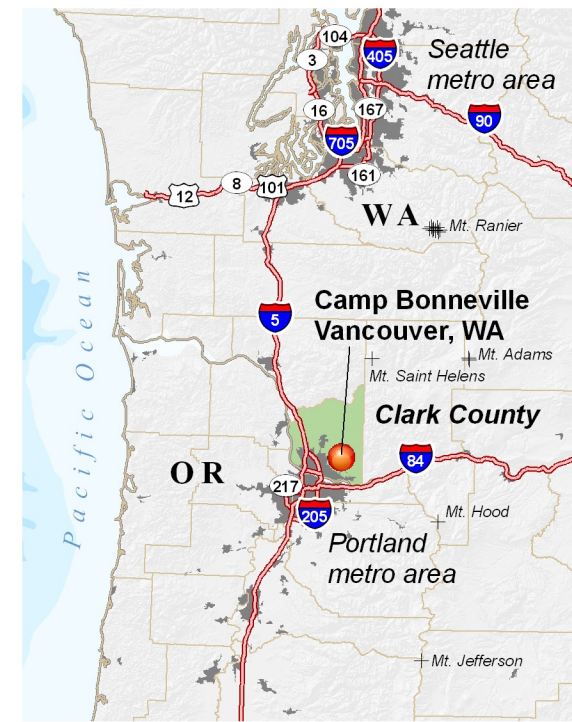 104
3
405
Seattle
metro area
16
167
90
705
161
8
101
12
WA
Mt. Ranier
Pacific Ocean
5
Camp Bonneville
Vancouver, WA
Mt. Adams
Mt. Saint Helens
Clark County
OR
84
217
205
Mt. Hood
Portland
metro area
Mt. Jefferson